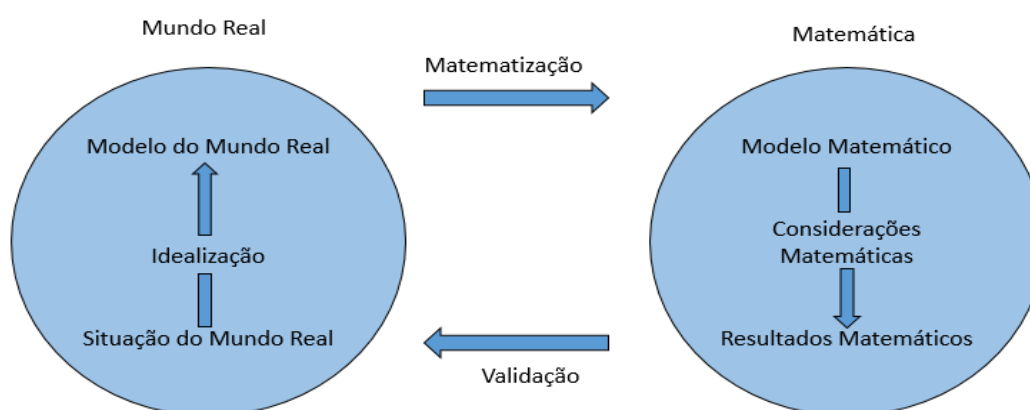 Mundo Real
Matemática
Matematização
Modelo do Mundo Real
Idealização
Situação do Mundo Real
Modelo Matemático
Considerações
Matemáticas
Resultados Matemáticos
Validação